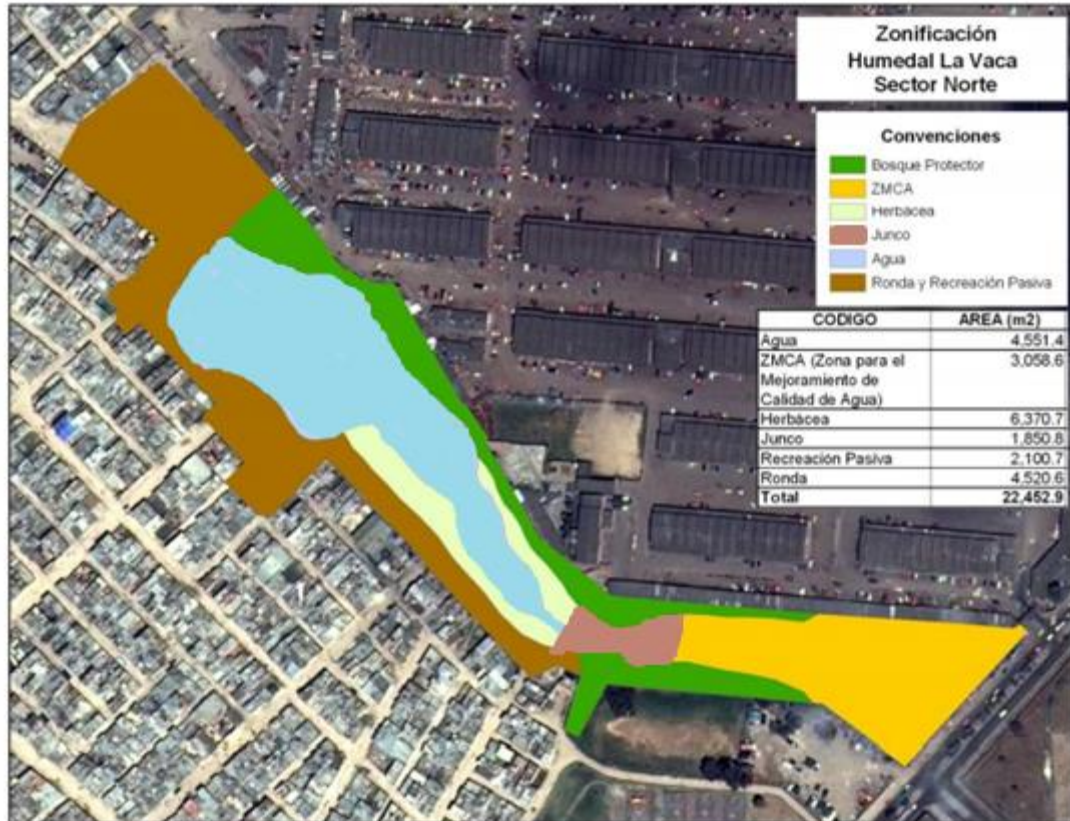 Zonificación
Humedal La Vaca
Sector Norte
Convenciones
Bosque Protector
ZMCA
Herbácea
Junco
Agua
Ronda y Recreación Pasiva
CODIGO AREA (m2)
Agua 4,551.4
ZMCA (Zona para el 3,058.6
Mejoramiento de
Calidad de Agua)
Herbácea 6,370.7
Junco 1,850.8
Recreación Pasiva 2,100.7
Ronda 4,520.6
Total 22,452.9